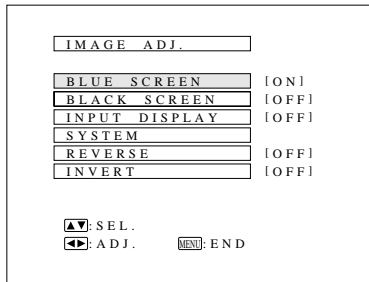 IMAGE ADJ.
BLUE SCREEN [ON]
BLACK SCREEN [OFF]
INPUT DISPLAY [OFF]
SYSTEM
REVERSE [OFF]
INVERT [OFF]
▲▼:SEL.
◀▶:ADJ. MENU:END